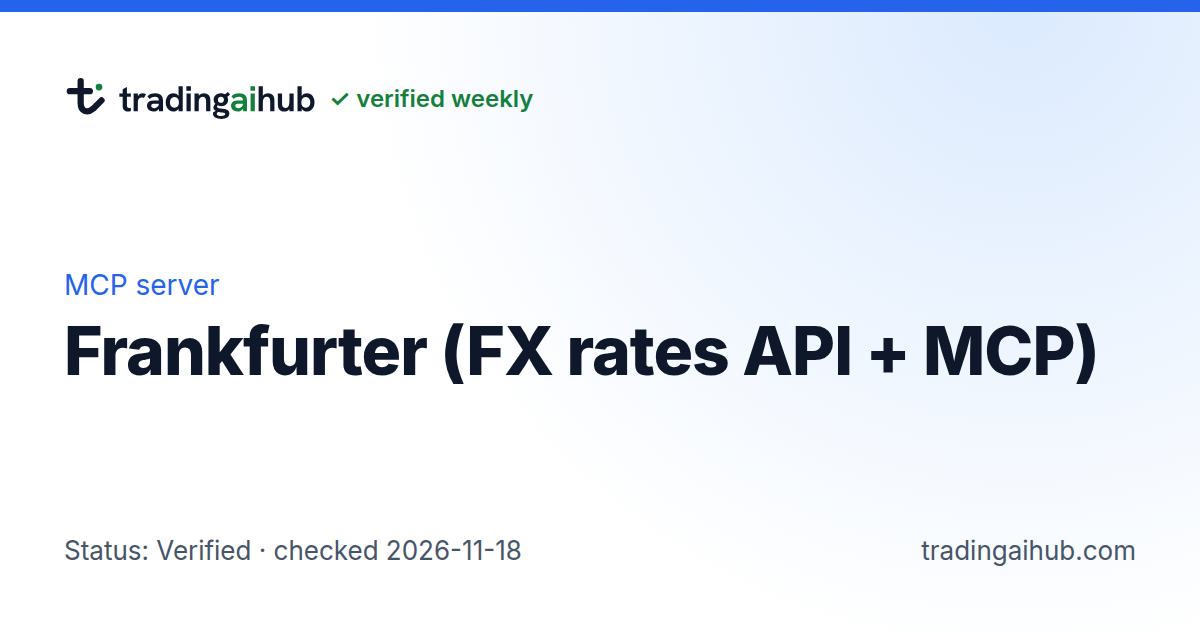 tradingaihub ✓ verified weekly
MCP server
Frankfurter (FX rates API + MCP)
Status: Verified · checked 2026-11-18
tradingaihub.com